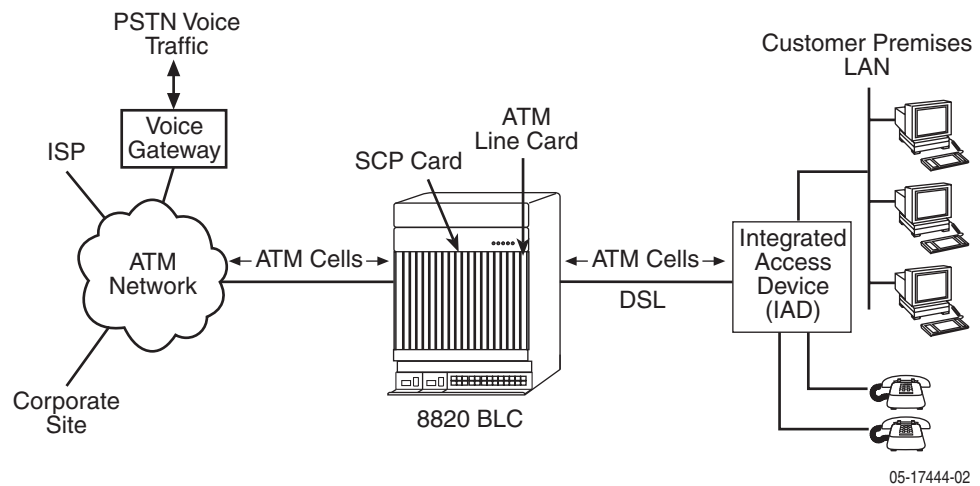 PSTN Voice
Traffic
Voice
Gateway
ISP
ATM
Network
Corporate
Site
ATM Cells
SCP Card
ATM
Line Card
8820 BLC
ATM Cells
DSL
Integrated
Access
Device
(IAD)
Customer Premises
LAN
05-17444-02